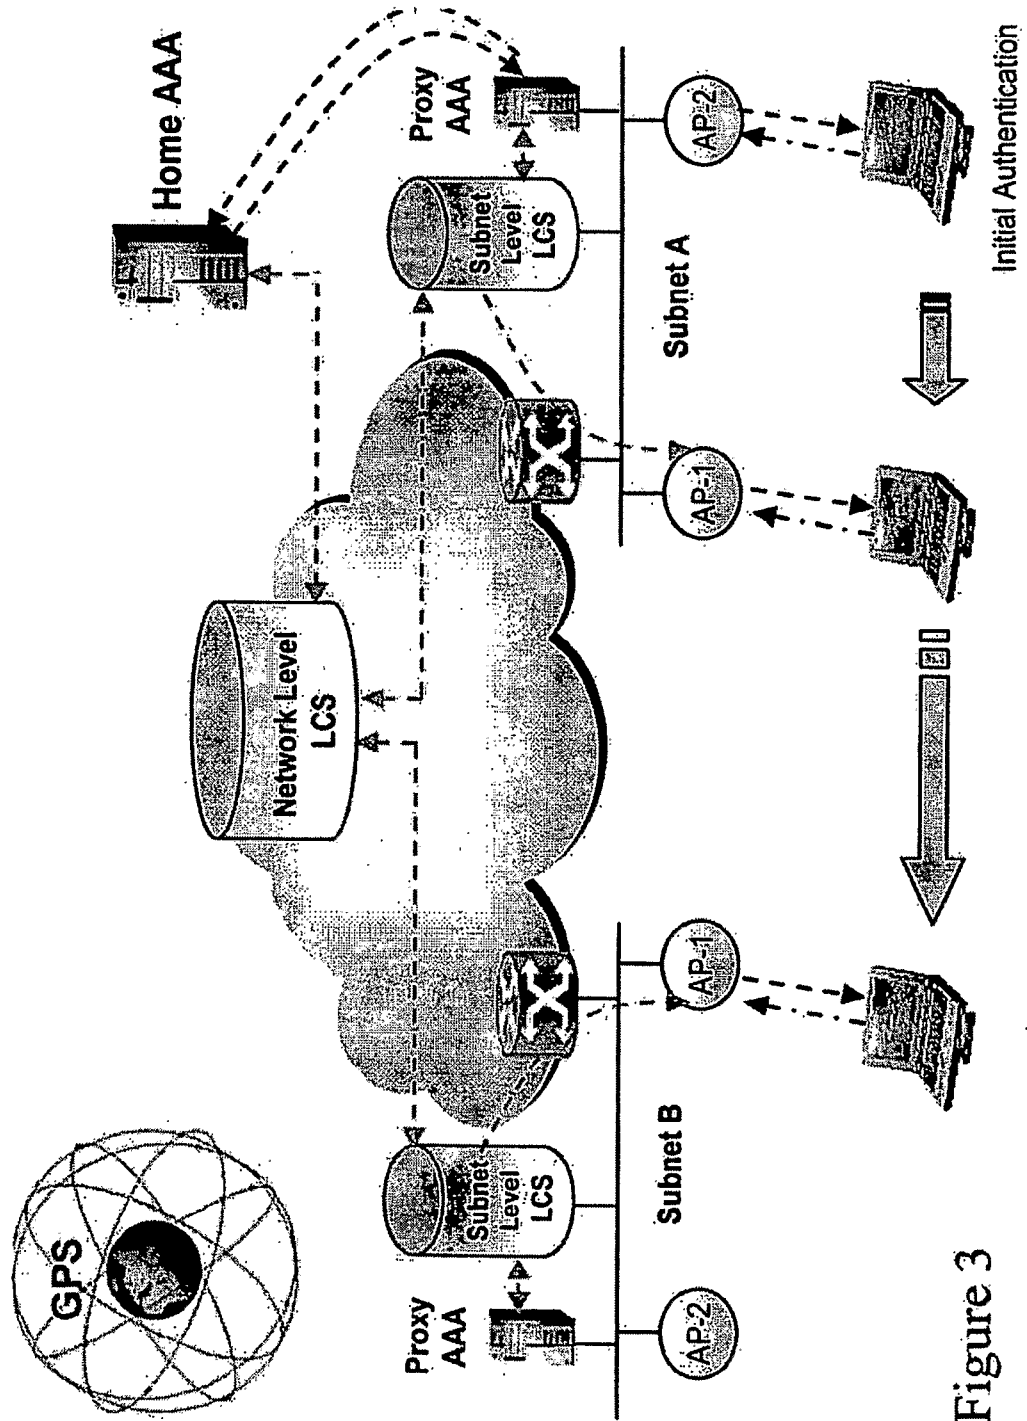 GPS
Home AAA
Network Level
LCS
Proxy
AAA
Subnet
Level
LCS
Subnet
Level
LCS
Proxy
AAA
Subnet B
Subnet A
AP-2
AP-1
AP-1
AP-2
Initial Authentication
Figure 3